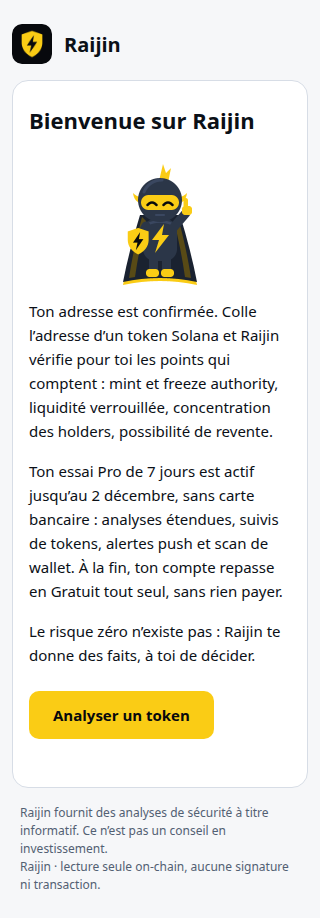 Raijin
Bienvenue sur Raijin
Ton adresse est confirmée. Colle
l’adresse d’un token Solana et Raijin
vérifie pour toi les points qui
comptent : mint et freeze authority,
liquidité verrouillée, concentration
des holders, possibilité de revente.
Ton essai Pro de 7 jours est actif
jusqu’au 2 décembre, sans carte
bancaire : analyses étendues, suivis
de tokens, alertes push et scan de
wallet. À la fin, ton compte repasse
en Gratuit tout seul, sans rien payer.
Le risque zéro n’existe pas : Raijin te
donne des faits, à toi de décider.
Analyser un token
Raijin fournit des analyses de sécurité à titre
informatif. Ce n’est pas un conseil en
investissement.
Raijin · lecture seule on-chain, aucune signature
ni transaction.